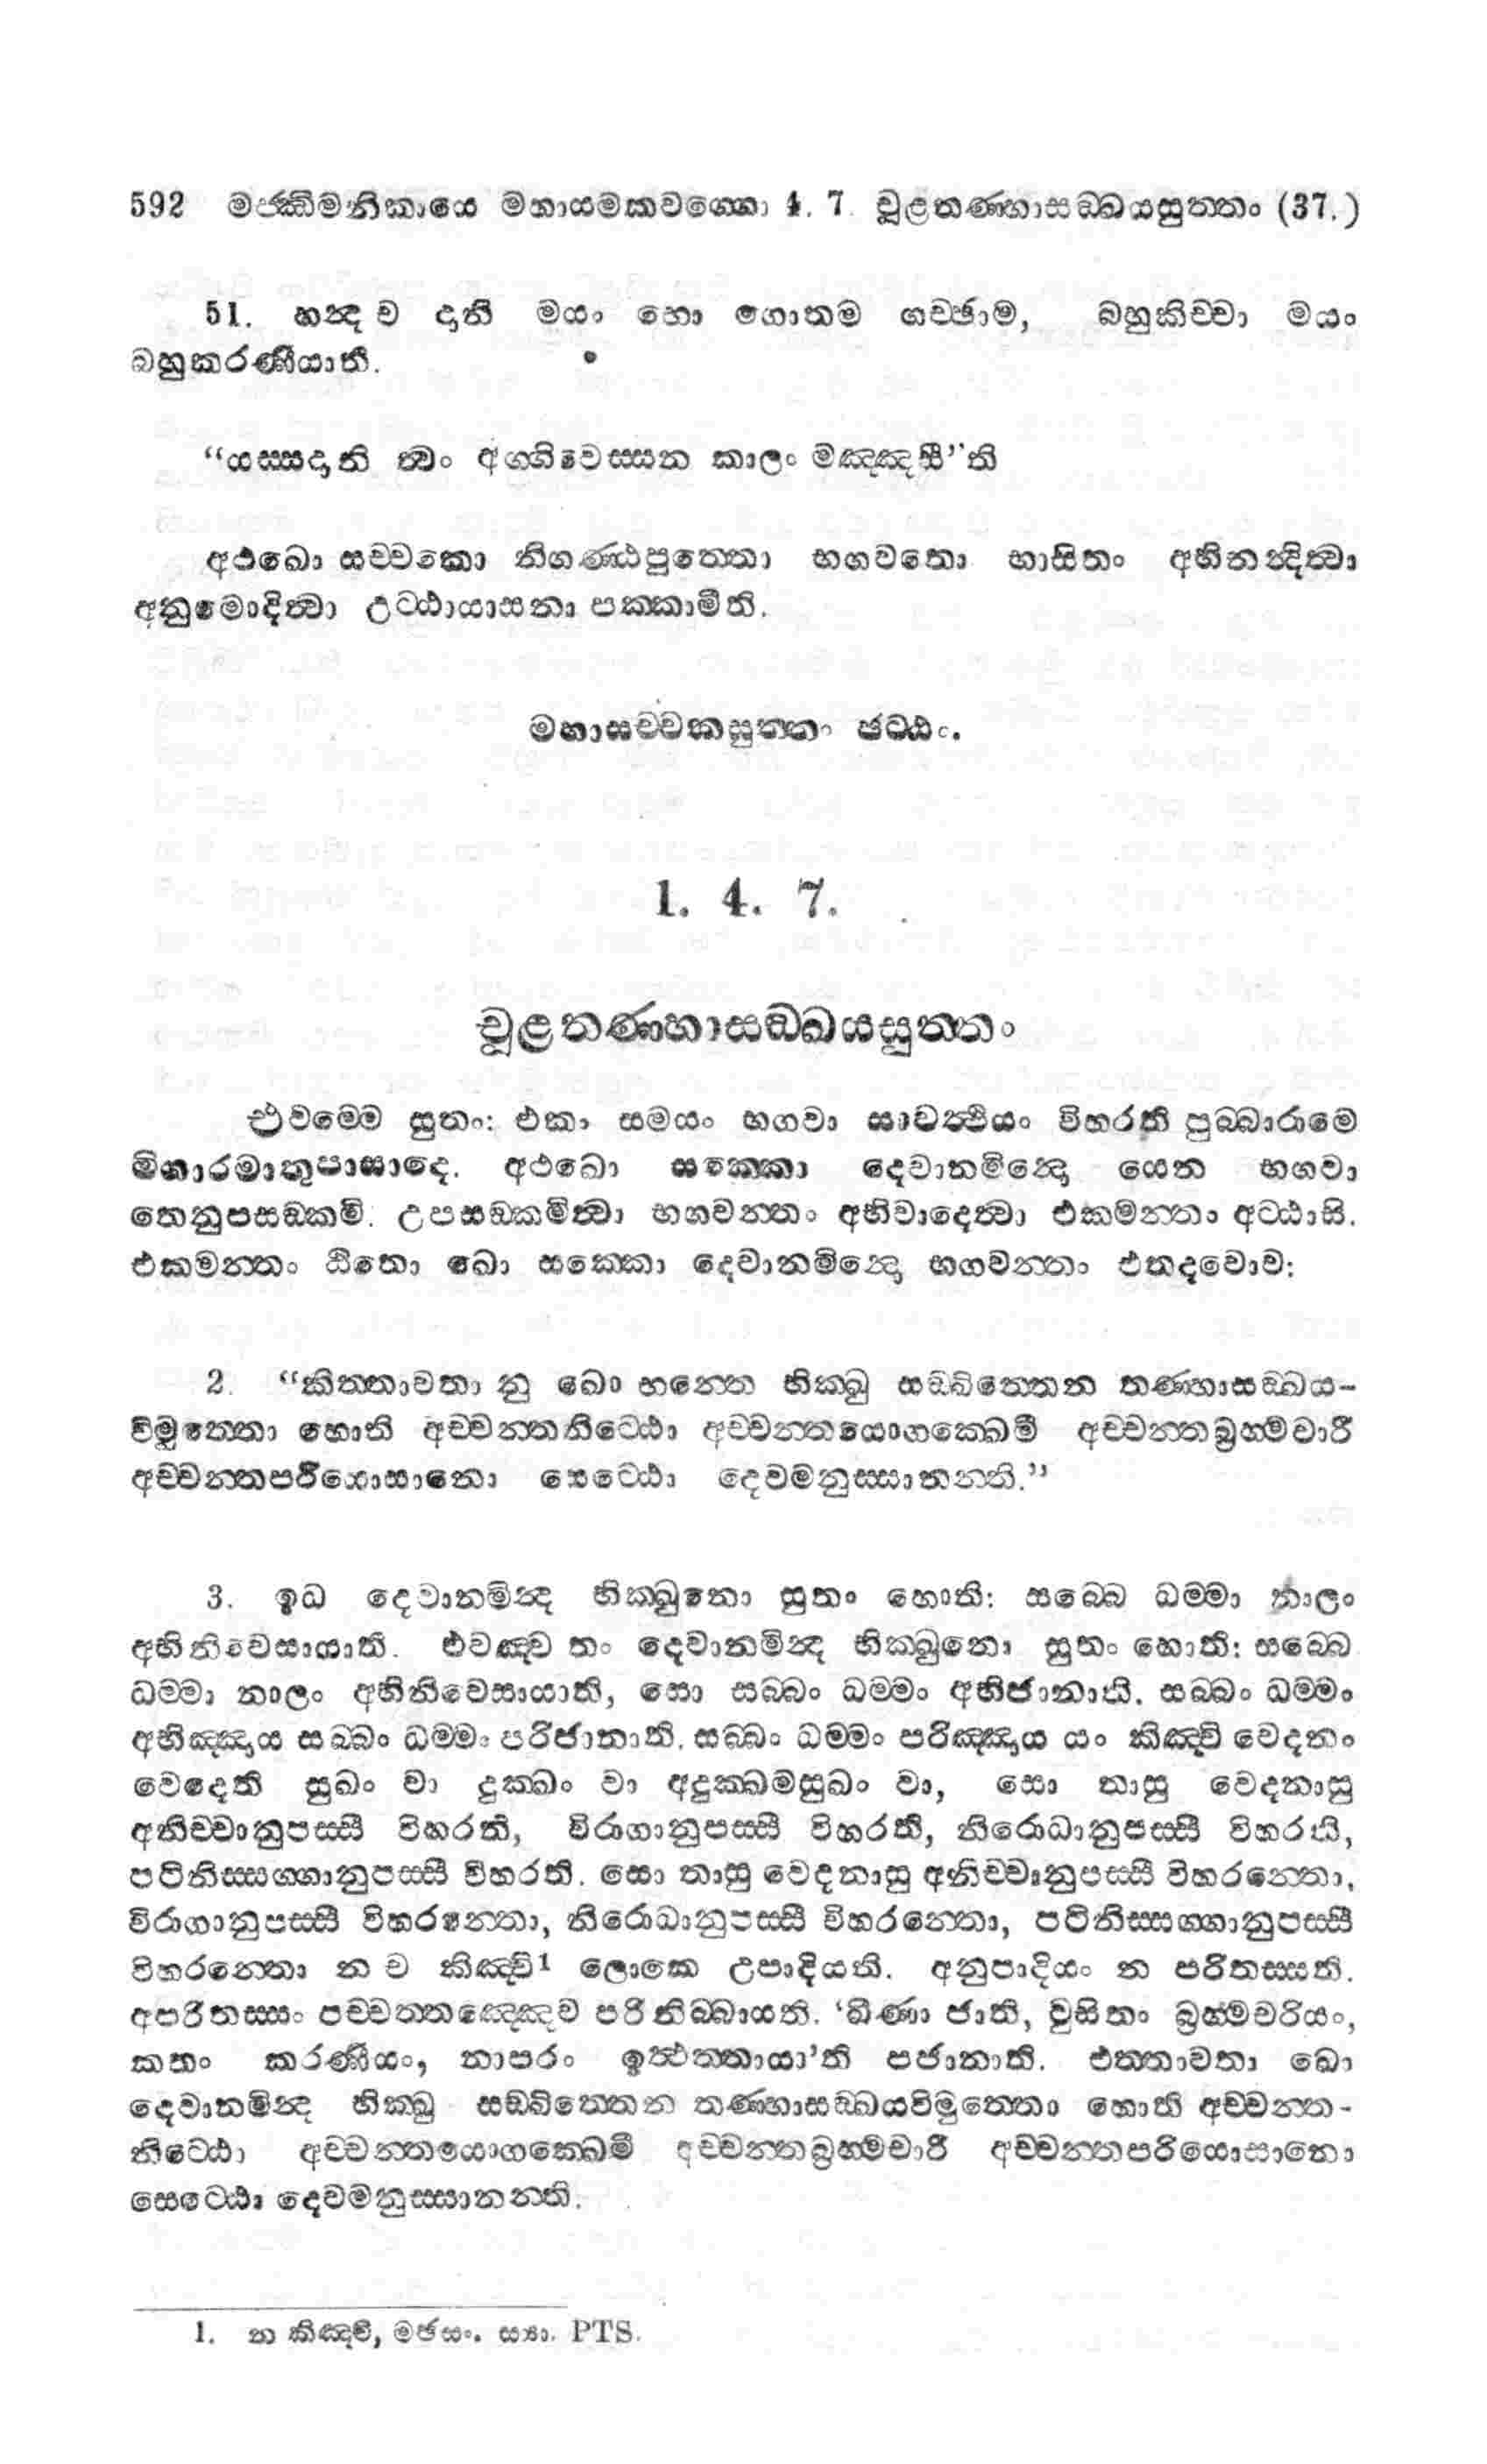 592 මජ්ඣිමනිකායෙ මහායමකවග්ගො 4. 7. චූළතණ්හාසඞ්ඛයසුත්තං (37.)
51. හන්ද ච දානි මයං භො ගොතම ගච්ඡාම, බහුකිච්චා මයං
බහුකරණීයාති.
“යස්සදානි ත්වං අග්ගිවෙස්සන කාලං මඤ්ඤසී”ති
අථඛො සච්චකො නිගණ්ඨපුත්තො භගවතො භාසිතං අභිනන්දිත්වා
අනුමොදිත්වා උට්ඨායාසනා පක්කාමීති.
මහාසච්චකසුත්තං ඡට්ඨං.
1. 4. 7.
චූළතණ්හාසඞ්ඛයසුත්තං
එවම්මෙ සුතං: එකං සමයං භගවා සාවත්ථියං විහරති පුබ්බාරාමෙ
මිගාරමාතුපාසාදෙ. අථඛො සක්කො දෙවානමින්දො යෙන භගවා
තෙනුපසඞ්කමි. උපසඞ්කමිත්වා භගවන්තං අභිවාදෙත්වා එකමන්තං අට්ඨාසි.
එකමන්තං ඨිතො ඛො සක්කො දෙවානමින්දො භගවන්තං එතදවොච:
2. “කිත්තාවතා නු ඛො භන්තෙ භික්ඛු සඞ්ඛිත්තෙන තණ්හාසඞ්ඛය-
විමුත්තො හොති අච්චන්තනිට්ඨො අච්චන්තයොගක්ඛෙමී අච්චන්තබ්‍රහ්මචාරී
අච්චන්තපරියොසානො සෙට්ඨො දෙවමනුස්සානන්ති.”
3. ඉධ දෙවානමින්ද භික්ඛුනො සුතං හොති: සබ්බෙ ධම්මා නාලං
අභිනිවෙසායාති. එවඤ්ච තං දෙවානමින්ද භික්ඛුනො සුතං හොති: සබ්බෙ
ධම්මා නාලං අභිනිවෙසායාති, සො සබ්බං ධම්මං අභිජානාති. සබ්බං ධම්මං
අභිඤ්ඤාය සබ්බං ධම්මං පරිජානාති. සබ්බං ධම්මං පරිඤ්ඤාය යං කිඤ්චි වෙදනං
වෙදෙති සුඛං වා දුක්ඛං වා අදුක්ඛමසුඛං වා, සො තාසු වෙදනාසු
අනිච්චානුපස්සී විහරති, විරාගානුපස්සී විහරති, නිරොධානුපස්සී විහරති,
පටිනිස්සග්ගානුපස්සී විහරති. සො තාසු වෙදනාසු අනිච්චානුපස්සී විහරන්තො,
විරාගානුපස්සී විහරන්තො, නිරොධානුපස්සී විහරන්තො, පටිනිස්සග්ගානුපස්සී
විහරන්තො න ච කිඤ්චි1 ලොකෙ උපාදියති. අනුපාදියං න පරිතස්සති.
අපරිතස්සං පච්චත්තඤ්ඤෙව පරිනිබ්බායති. ‘ඛීණා ජාති, වුසිතං බ්‍රහ්මචරියං,
කතං කරණීයං, නාපරං ඉත්ථත්තායා’ති පජානාති. එත්තාවතා ඛො
දෙවානමින්ද භික්ඛු සඞ්ඛිත්තෙන තණ්හාසඞ්ඛයවිමුත්තො හොති අච්චන්ත-
නිට්ඨො අච්චන්තයොගක්ඛෙමී අච්චන්තබ්‍රහ්මචාරී අච්චන්තපරියොසානො
සෙට්ඨො දෙවමනුස්සානන්ති.
1. න කිඤ්චි, මඡසං. ස්‍යා. PTS.